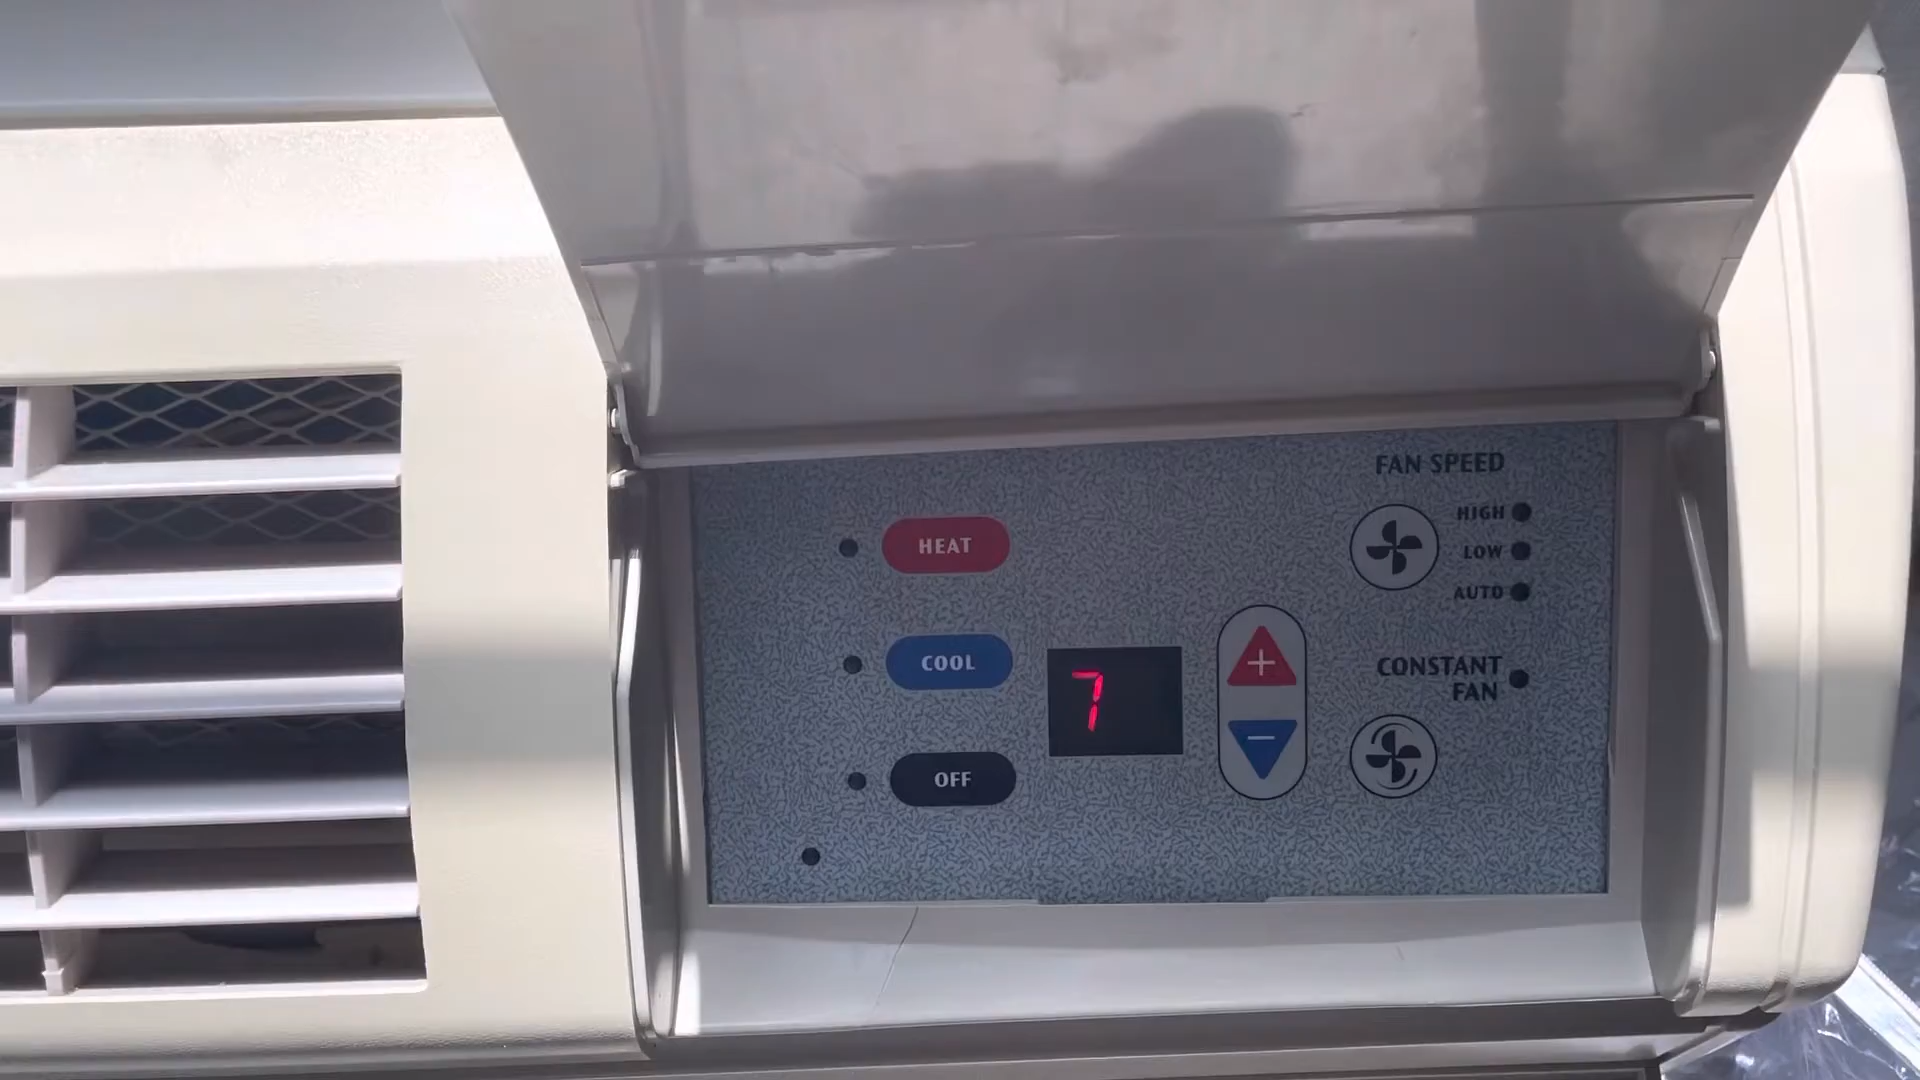 FAN SPEED
HEAT
HIGH
LOW
AUTO
COOL
7
+
-
CONSTANT
FAN
OFF